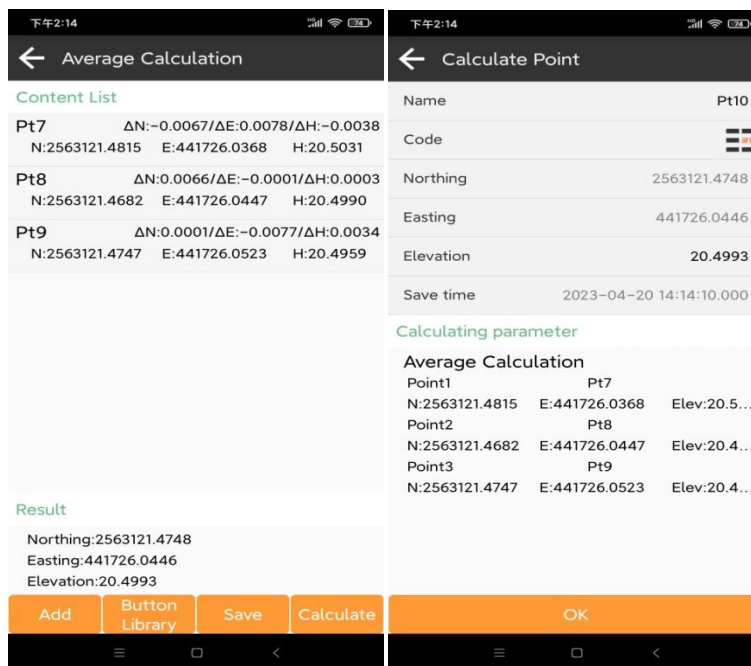 下午2:14
HD 74
Average Calculation
Content List
Pt7 ΔN:-0.0067/ΔE:0.0078/ΔH:-0.0038
N:2563121.4815 E:441726.0368 H:20.5031
Pt8 ΔN:0.0066/ΔE:-0.0001/ΔH:0.0003
N:2563121.4682 E:441726.0447 H:20.4990
Pt9 ΔN:0.0001/ΔE:-0.0077/ΔH:0.0034
N:2563121.4747 E:441726.0523 H:20.4959
Result
Northing:2563121.4748
Easting:441726.0446
Elevation:20.4993
Add Button Library Save Calculate
下午2:14
HD 74
Calculate Point
Name Pt10
Code
Northing 2563121.4748
Easting 441726.0446
Elevation 20.4993
Save time 2023-04-20 14:14:10.000
Calculating parameter
Average Calculation
Point1 Pt7
N:2563121.4815 E:441726.0368 Elev:20.5...
Point2 Pt8
N:2563121.4682 E:441726.0447 Elev:20.4...
Point3 Pt9
N:2563121.4747 E:441726.0523 Elev:20.4...
OK